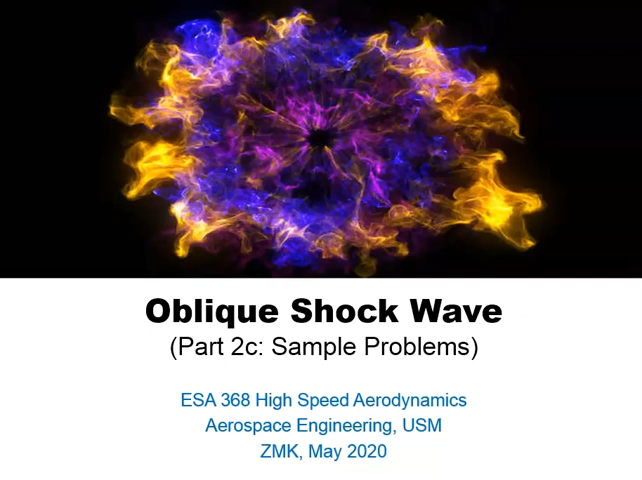 Oblique Shock Wave
(Part 2c: Sample Problems)
ESA 368 High Speed Aerodynamics
Aerospace Engineering, USM
ZMK, May 2020